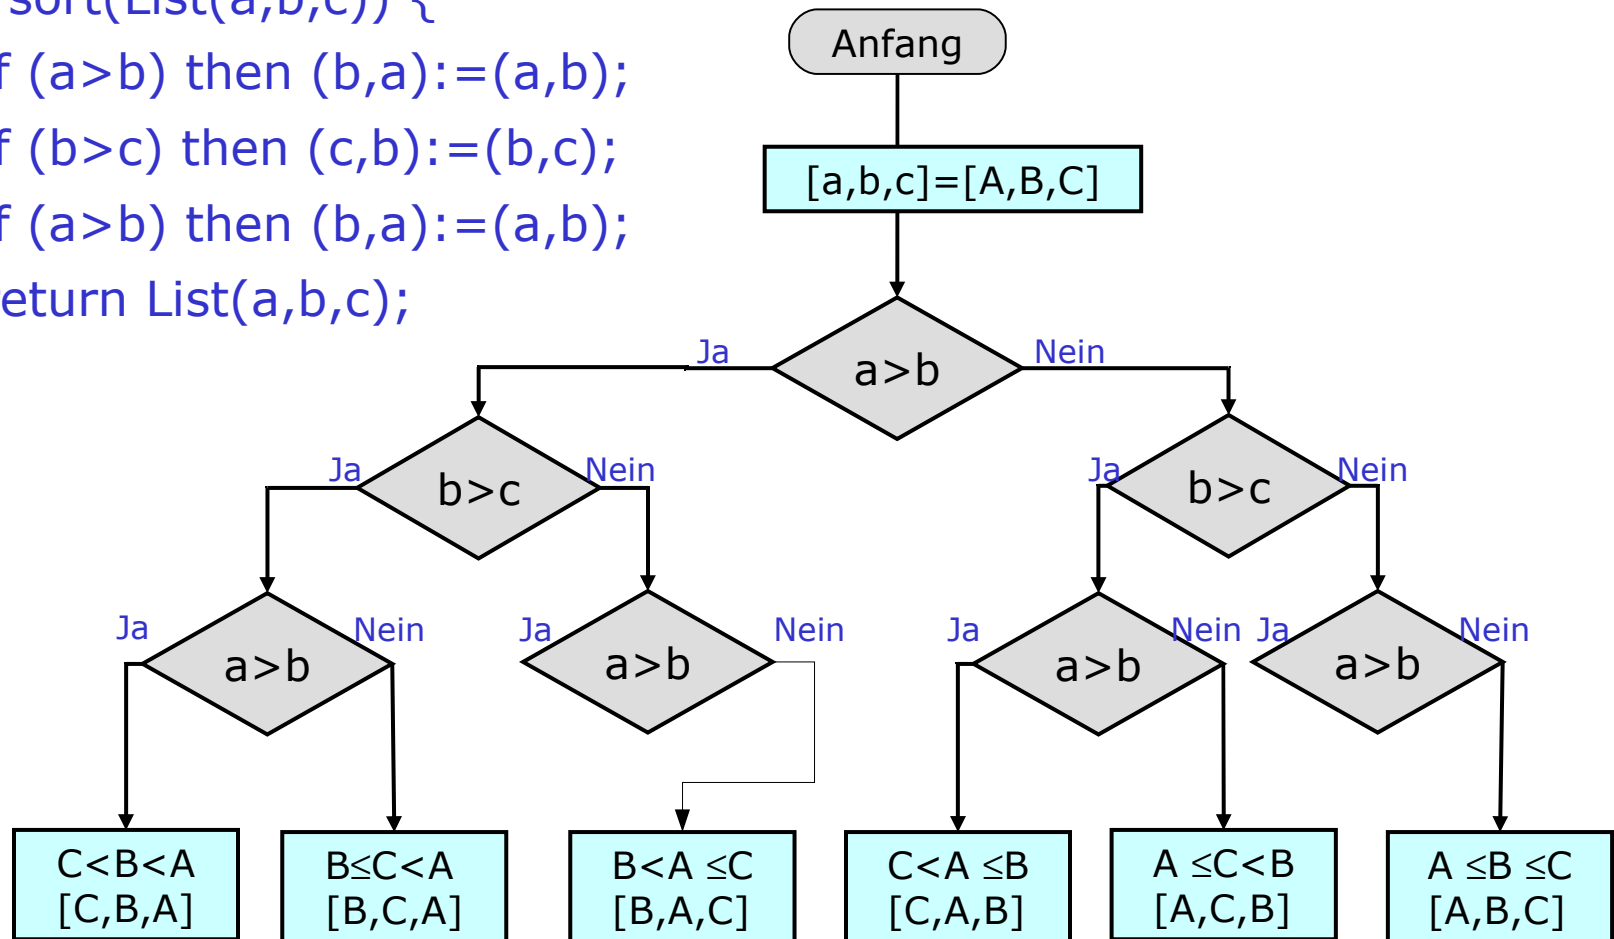 sort(List(a,b,c)) {
f (a>b) then (b,a):=(a,b);
f (b>c) then (c,b):=(b,c);
f (a>b) then (b,a):=(a,b);
eturn List(a,b,c);
Anfang
[a,b,c]=[A,B,C]
a>b
Ja
Nein
b>c
Ja
Nein
b>c
Ja
Nein
a>b
Ja
Nein
a>b
Ja
Nein
a>b
Ja
Nein
a>b
Ja
Nein
C<B<A
[C,B,A]
B≤C<A
[B,C,A]
B<A ≤C
[B,A,C]
C<A ≤B
[C,A,B]
A ≤C<B
[A,C,B]
A ≤B ≤C
[A,B,C]